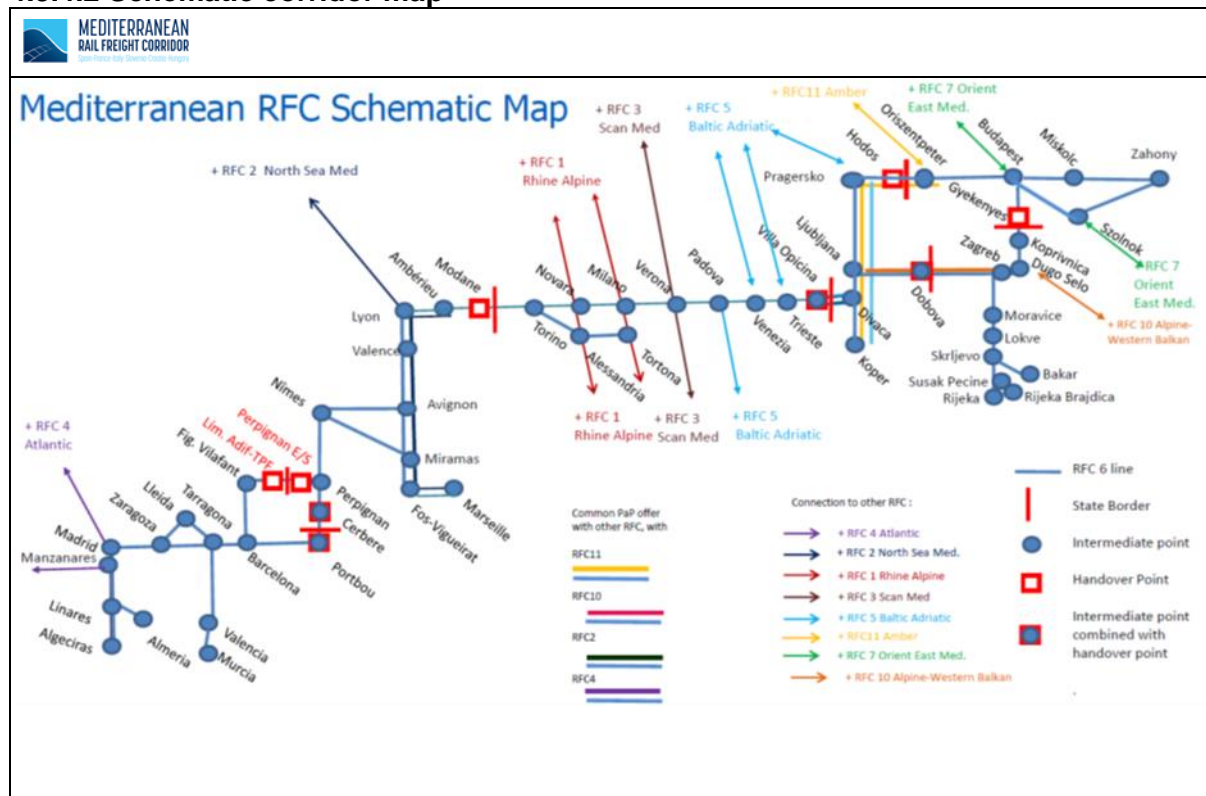 MEDITERRANEAN
RAIL FREIGHT CORRIDOR
Spain-France-Italy-Slovenia-Croatia-Hungary
Mediterranean RFC Schematic Map
+ RFC 2 North Sea Med
+ RFC 1
Rhine Alpine
+ RFC 3
Scan Med
+ RFC 5
Baltic Adriatic
+ RFC11 Amber
+ RFC 7 Orient
East Med.
Hodos
Oriszentpeter
Budapest
Miskolc
Zahony
Pragersko
Gyekenyes
Szolnok
Ljubljana
Villa Opicina
Zagreb
Koprivnica
Dugo Selo
+ RFC 7
Orient
East Med.
Ambérieu
Modane
Novara
Milano
Verona
Padova
Lyon
Torino
Alessandria
Tortona
Venezia
Trieste
Divaca
Koper
Dobova
Moravice
Lokve
Skrljevo
Bakar
Susak Pecine
Rijeka
Rijeka Brajdica
+ RFC 10 Alpine-
Western Balkan
Valence
Nimes
Avignon
Miramas
Fos-Vigueirat
Marseille
+ RFC 1
Rhine Alpine
+ RFC 3
Scan Med
+ RFC 5
Baltic Adriatic
+ RFC 4
Atlantic
Perpignan E/S
Lim. Adif-TPF
Fig. Vilafant
Perpignan
Cerbere
Portbou
Tarragona
Lleida
Zaragoza
Madrid
Manzanares
Barcelona
Linares
Algeciras
Almeria
Valencia
Murcia
Common PaP offer
with other RFC, with
RFC11
RFC10
RFC2
RFC4
Connection to other RFC :
+ RFC 4 Atlantic
+ RFC 2 North Sea Med.
+ RFC 1 Rhine Alpine
+ RFC 3 Scan Med
+ RFC 5 Baltic Adriatic
+ RFC11 Amber
+ RFC 7 Orient East Med.
+ RFC 10 Alpine-Western Balkan
RFC 6 line
State Border
Intermediate point
Handover Point
Intermediate point
combined with
handover point